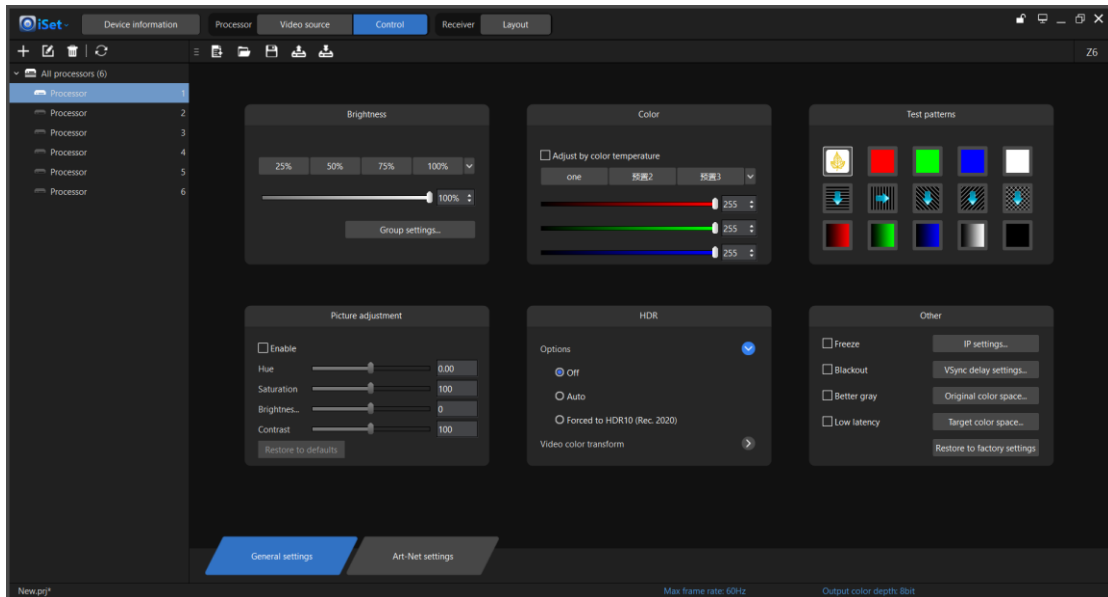 iSet
Device information
Processor
Video source
Control
Receiver
Layout
Z6
All processors (6)
Processor 1
Processor 2
Processor 3
Processor 4
Processor 5
Processor 6
Brightness
25% 50% 75% 100%
100%
Group settings...
Color
Adjust by color temperature
one 预置2 预置3
255
255
255
Test patterns
Picture adjustment
Enable
Hue 0.00
Saturation 100
Brightnes... 0
Contrast 100
Restore to defaults
HDR
Options
Off
Auto
Forced to HDR10 (Rec. 2020)
Video color transform
Other
Freeze IP settings...
Blackout VSync delay settings...
Better gray Original color space...
Low latency Target color space...
Restore to factory settings
General settings
Art-Net settings
New.prj*
Max frame rate: 60Hz
Output color depth: 8bit